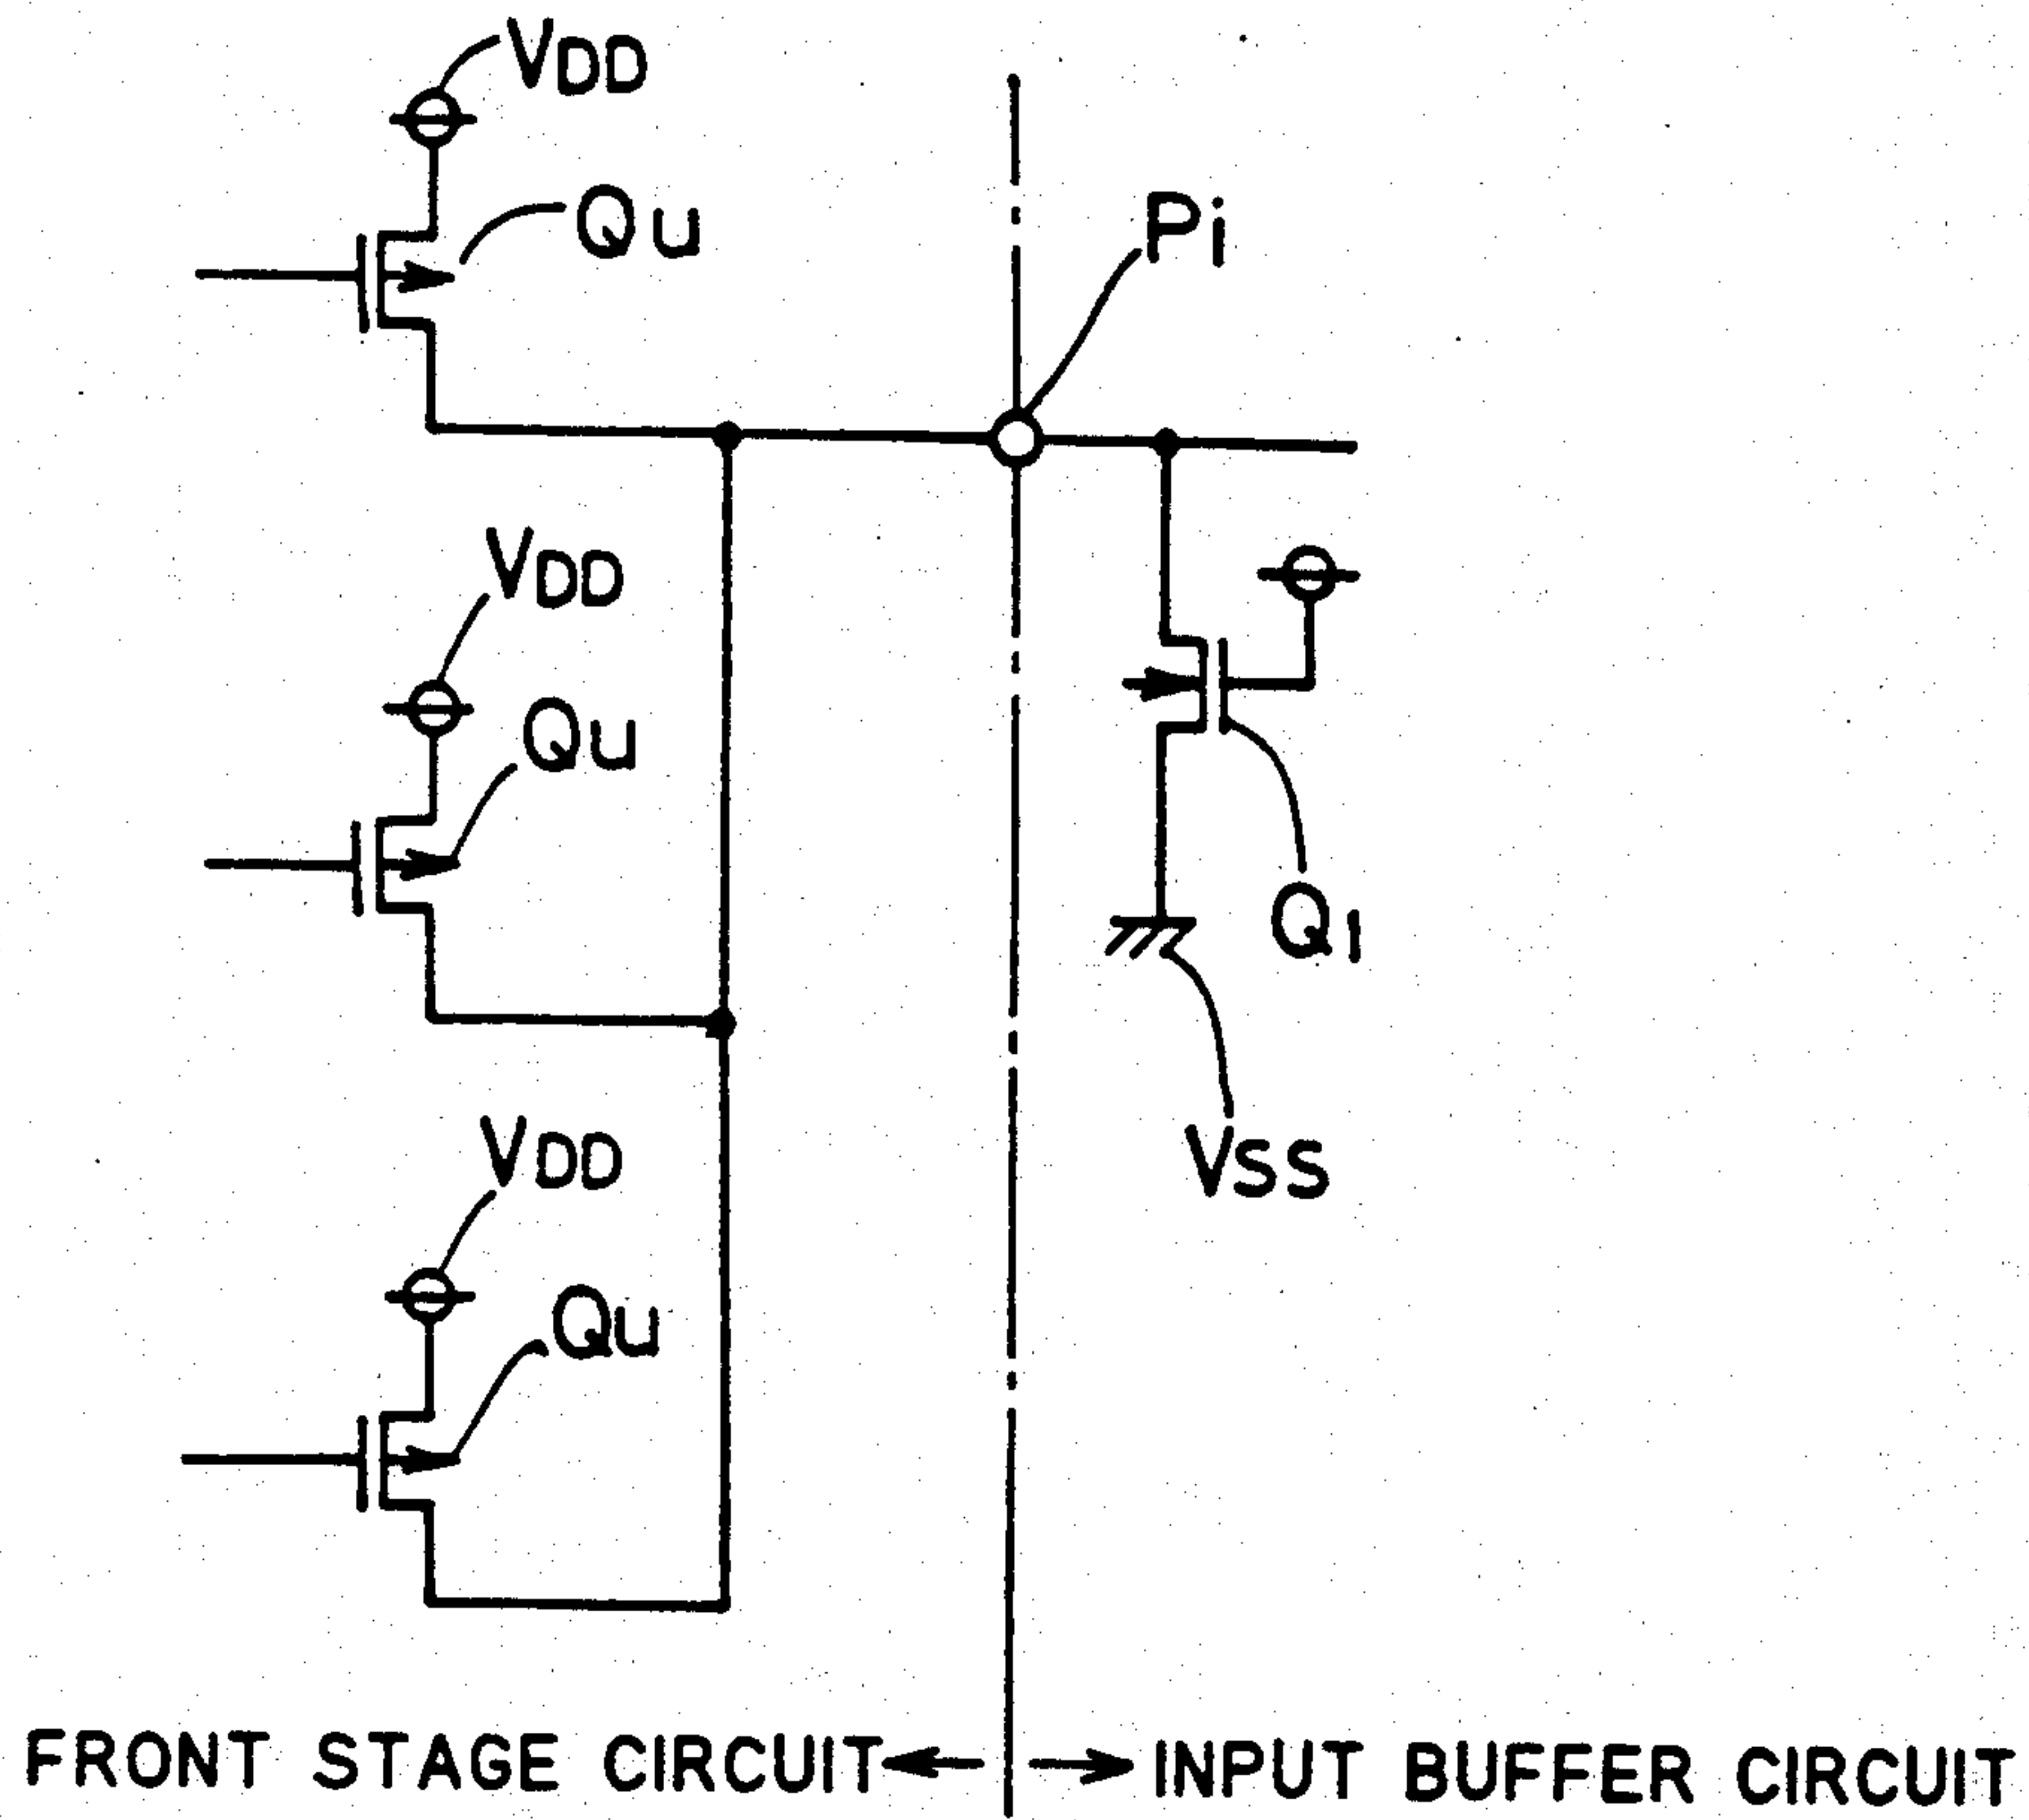 VDD
Qu
Pi
VDD
Qu
Q1
VSS
VDD
Qu
FRONT STAGE CIRCUIT
INPUT BUFFER CIRCUIT